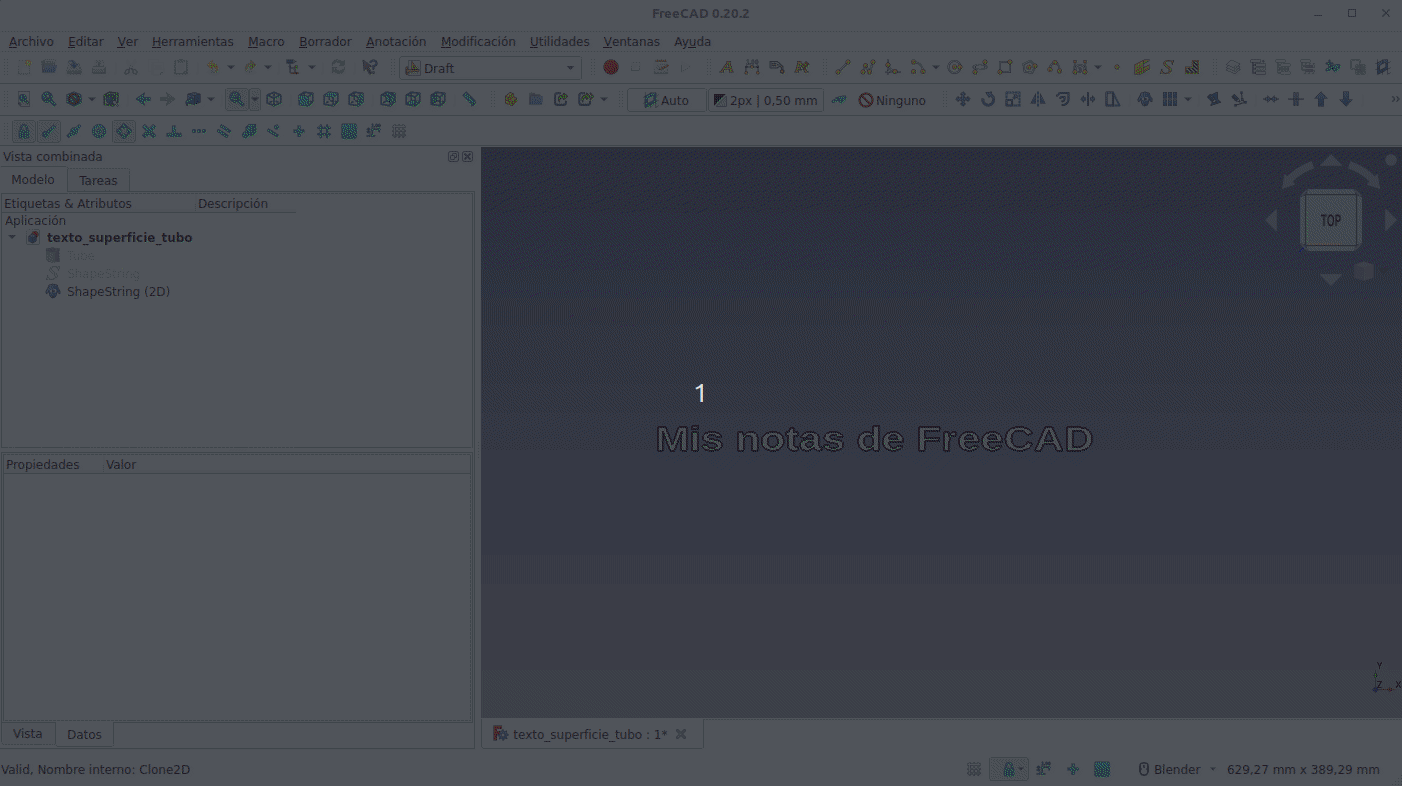 FreeCAD 0.20.2
Archivo Editar Ver Herramientas Macro Borrador Anotación Modificación Utilidades Ventanas Ayuda
Draft
Auto 2px | 0,50 mm Ninguno
Vista combinada
Modelo Tareas
Etiquetas & Atributos Descripción
Aplicación
texto_superficie_tubo
Tube
ShapeString
ShapeString (2D)
TOP
1
Mis notas de FreeCAD
Propiedades Valor
Y
Z X
Vista Datos
texto_superficie_tubo : 1*
Valid, Nombre interno: Clone2D
Blender 629,27 mm x 389,29 mm